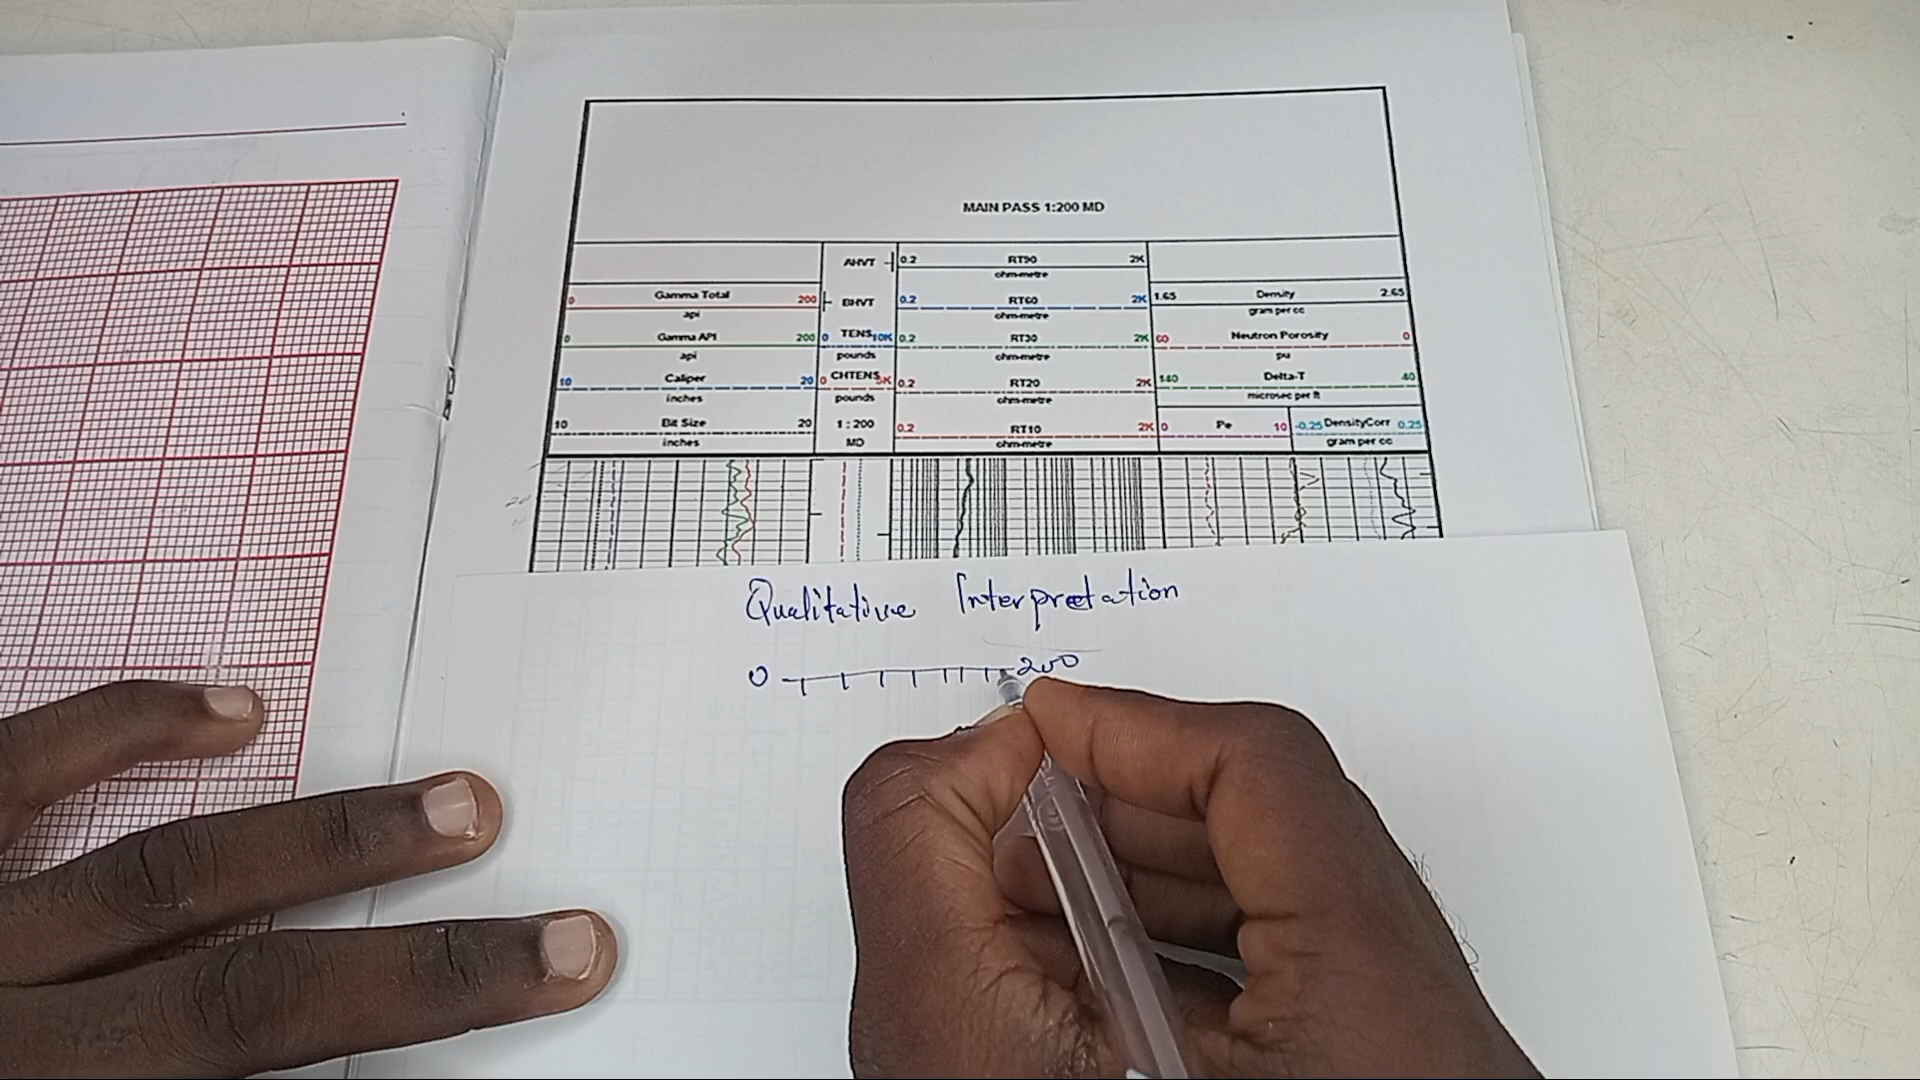 MAIN PASS 1:200 MD
AHVT
0.2 RT90 2K
ohm-metre
0 Gamma Total 200
api
BHVT
0.2 RT60 2K
ohm-metre
1.65 Density 2.65
gram per cc
0 Gamma API 200
api
0 TENS 10K
pounds
0.2 RT30 2K
ohm-metre
60 Neutron Porosity 0
pu
10 Caliper 20
inches
0 CHTENS 5K
pounds
0.2 RT20 2K
ohm-metre
140 Delta-T 40
microsec per ft
10 Bit Size 20
inches
1 : 200
MD
0.2 RT10 2K
ohm-metre
0 Pe 10
-0.25 DensityCorr 0.25
gram per cc
20
Qualitative Interpretation
0 200